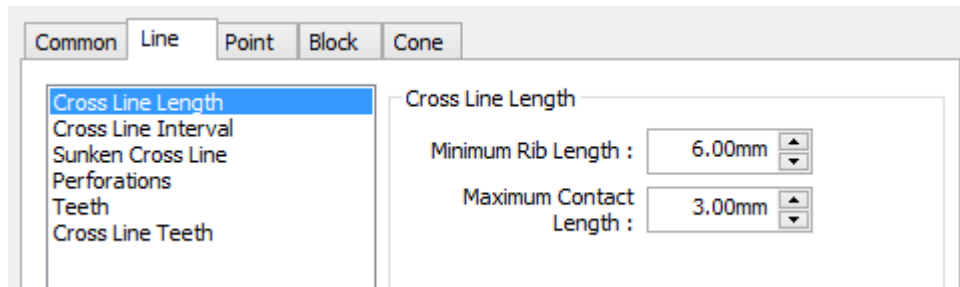 Common Line Point Block Cone
Cross Line Length
Cross Line Interval
Sunken Cross Line
Perforations
Teeth
Cross Line Teeth
Cross Line Length
Minimum Rib Length : 6.00mm
Maximum Contact
Length : 3.00mm